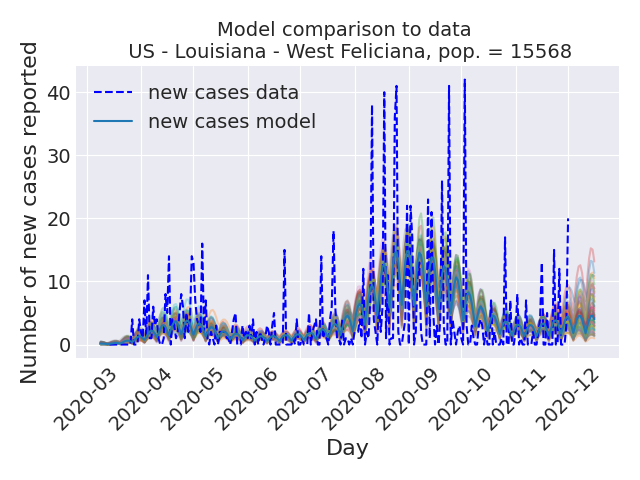 Model comparison to data
US - Louisiana - West Feliciana, pop. = 15568
Number of new cases reported
40
30
20
10
0
new cases data
new cases model
2020-03
2020-04
2020-05
2020-06
2020-07
2020-08
2020-09
2020-10
2020-11
2020-12
Day